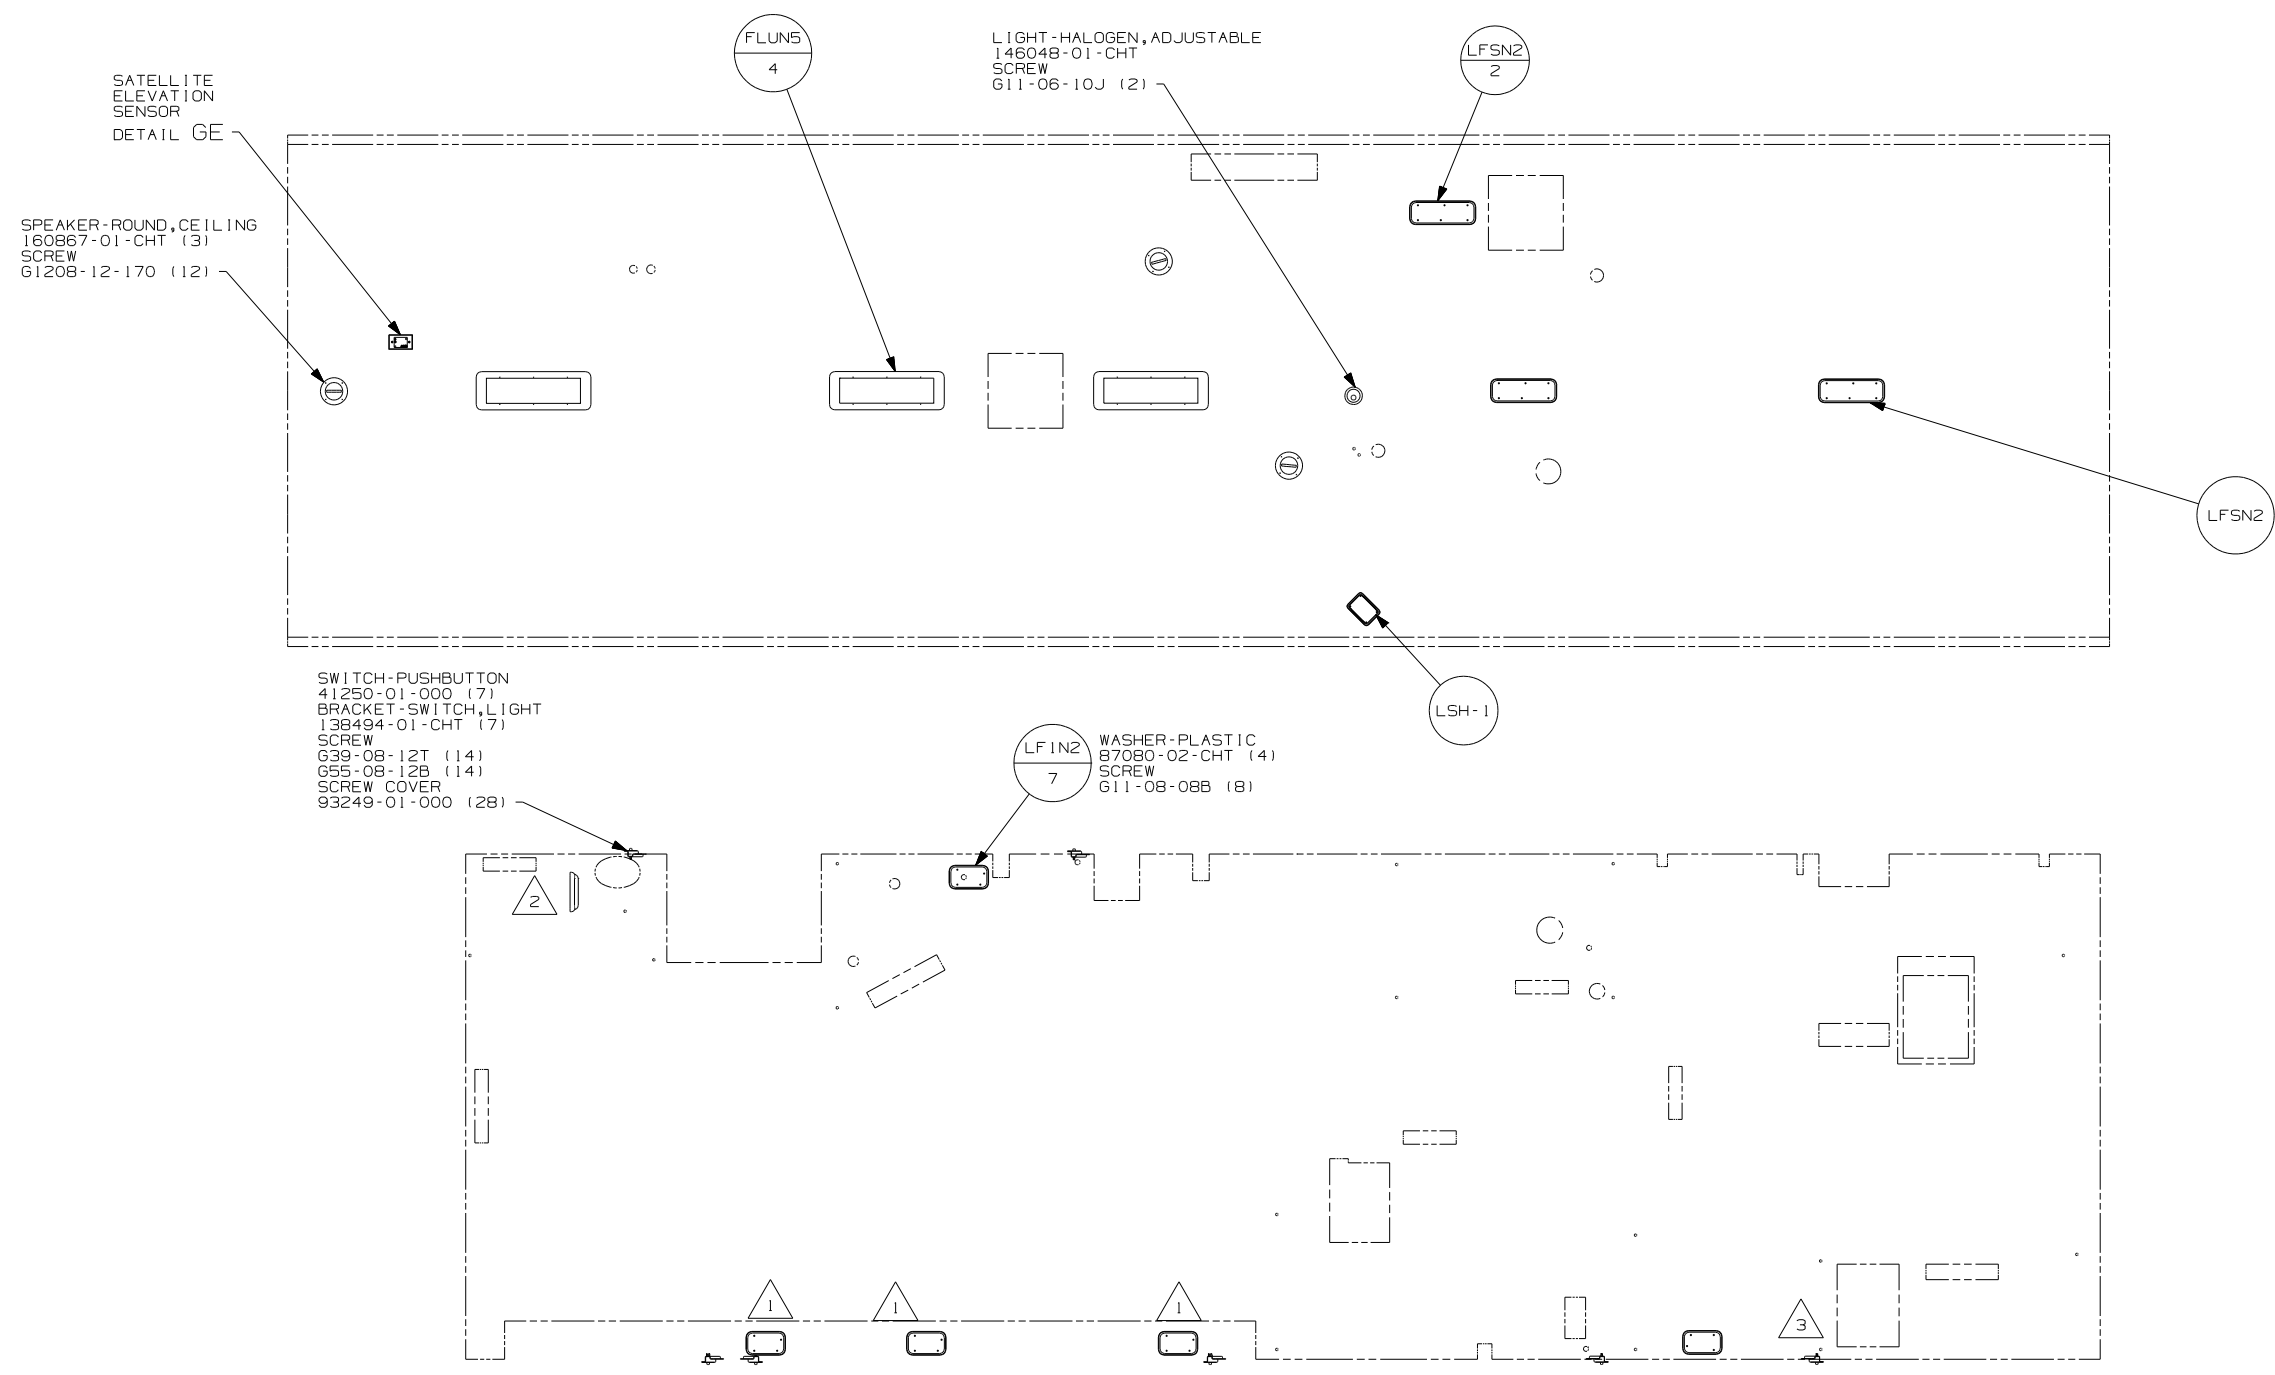 FLUN5
4
LIGHT-HALOGEN,ADJUSTABLE
146048-01-CHT
SCREW
G11-06-10J (2)
LFSN2
2
SATELLITE
ELEVATION
SENSOR
DETAIL GE
SPEAKER-ROUND,CEILING
160867-01-CHT (3)
SCREW
G1208-12-170 (12)
LFSN2
LSH-1
SWITCH-PUSHBUTTON
41250-01-000 (7)
BRACKET-SWITCH,LIGHT
138494-01-CHT (7)
SCREW
G39-08-12T (14)
G55-08-12B (14)
SCREW COVER
93249-01-000 (28)
LF1N2
7
WASHER-PLASTIC
87080-02-CHT (4)
SCREW
G11-08-08B (8)
2
1
1
1
3